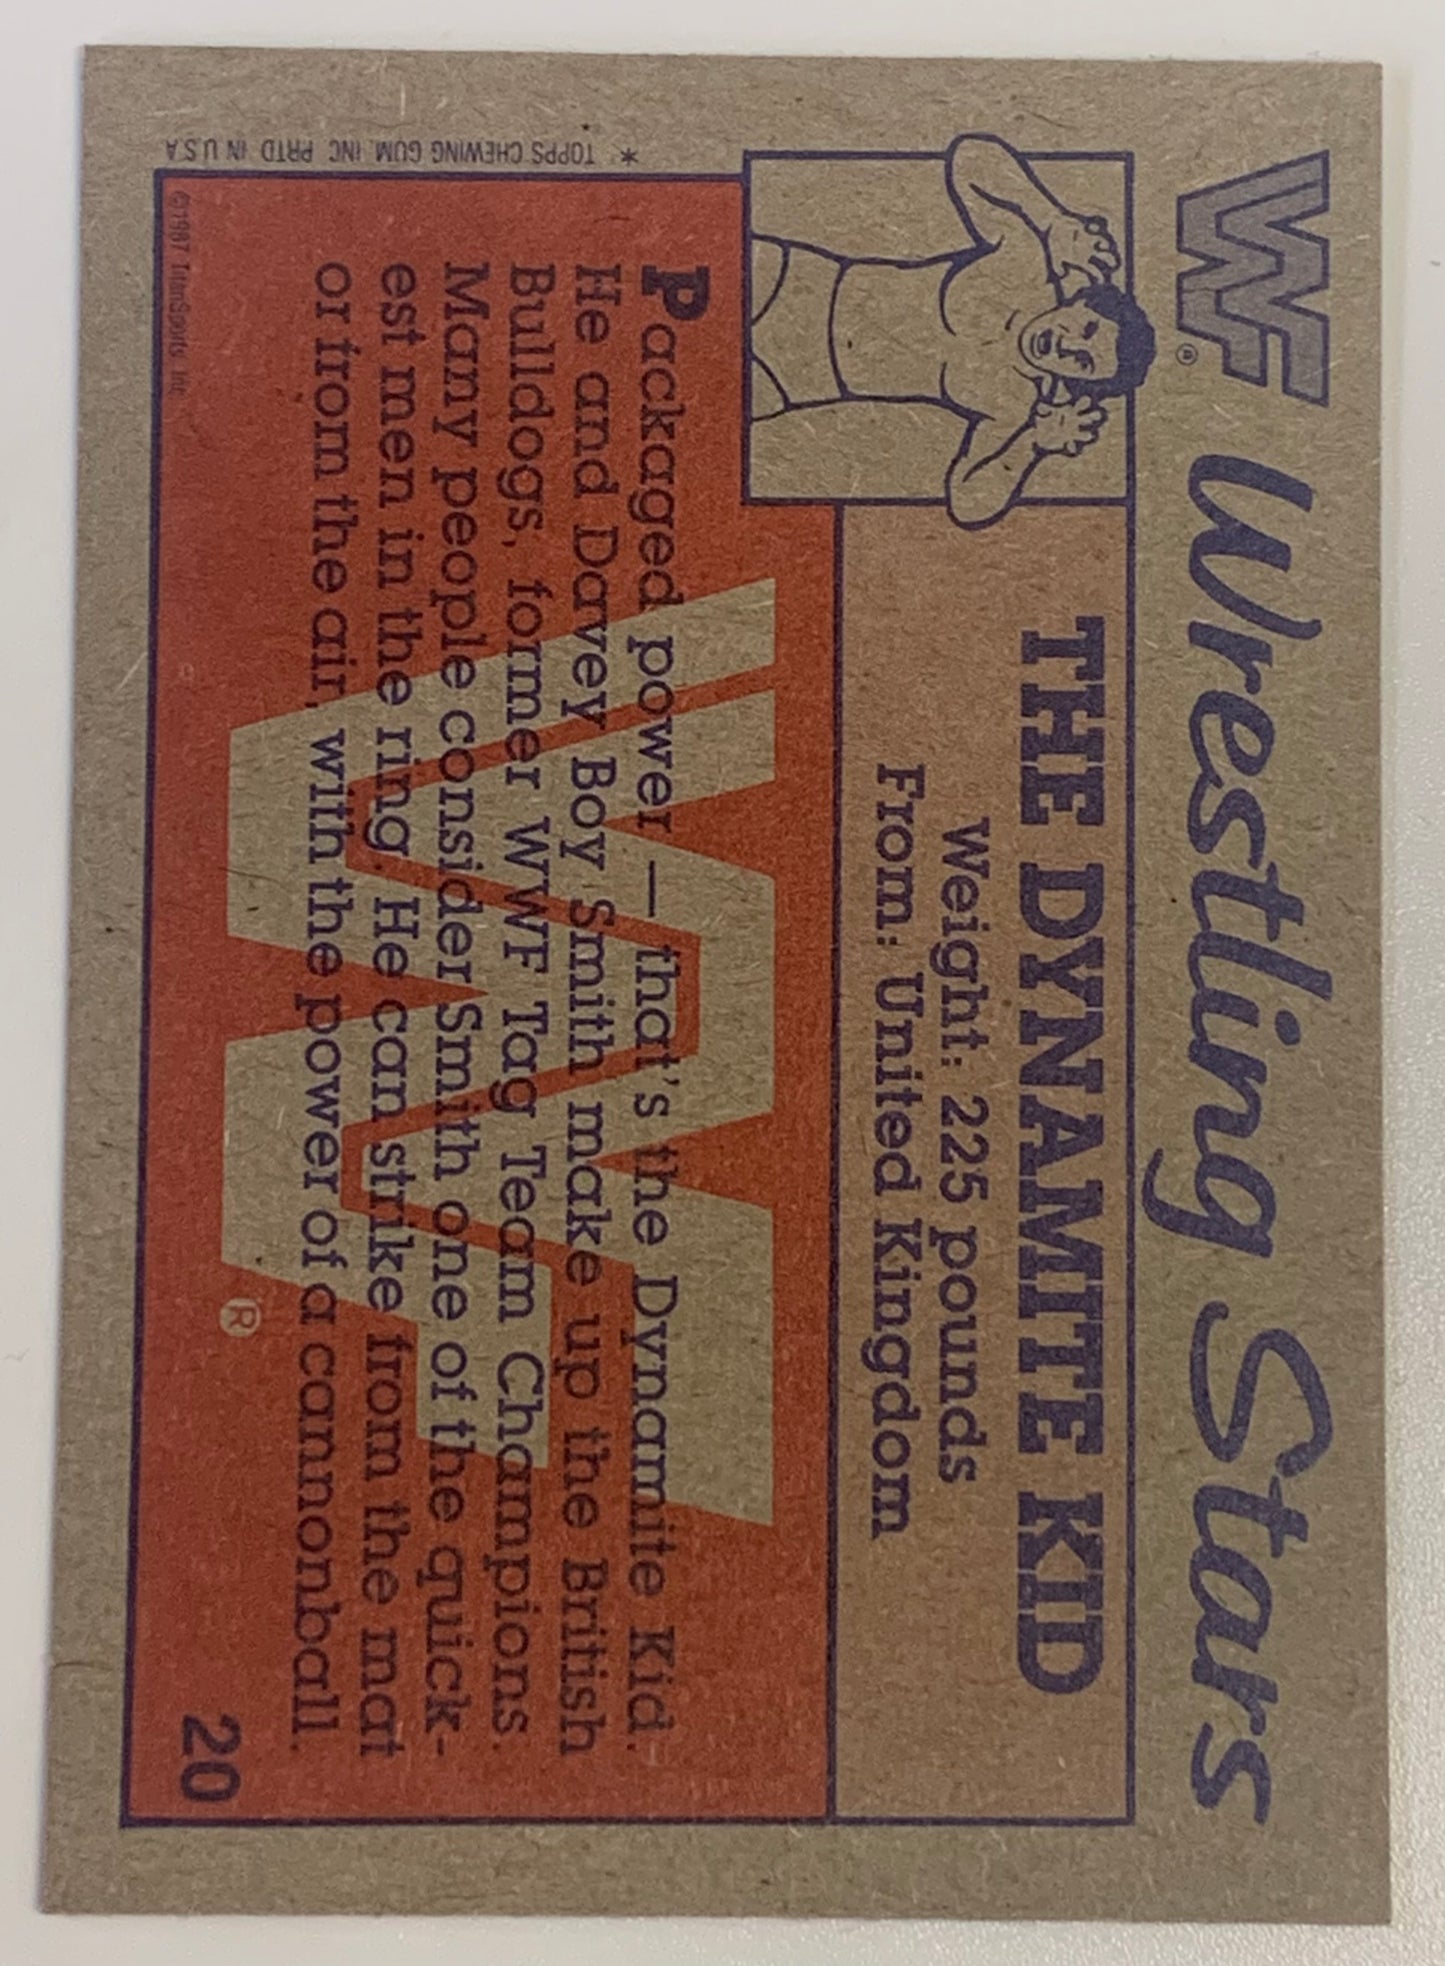 WF® Wrestling Stars
THE DYNAMITE KID
Weight: 225 pounds
From: United Kingdom
Packaged power — that's the Dynamite Kid.
He and Davey Boy Smith make up the British
Bulldogs, former WWF Tag Team Champions.
Many people consider Smith one of the quick-
est men in the ring. He can strike from the mat
or from the air, with the power of a cannonball.
®
20
©1987 TitanSports, Inc.
* TOPPS CHEWING GUM, INC. PRTD IN U.S.A.